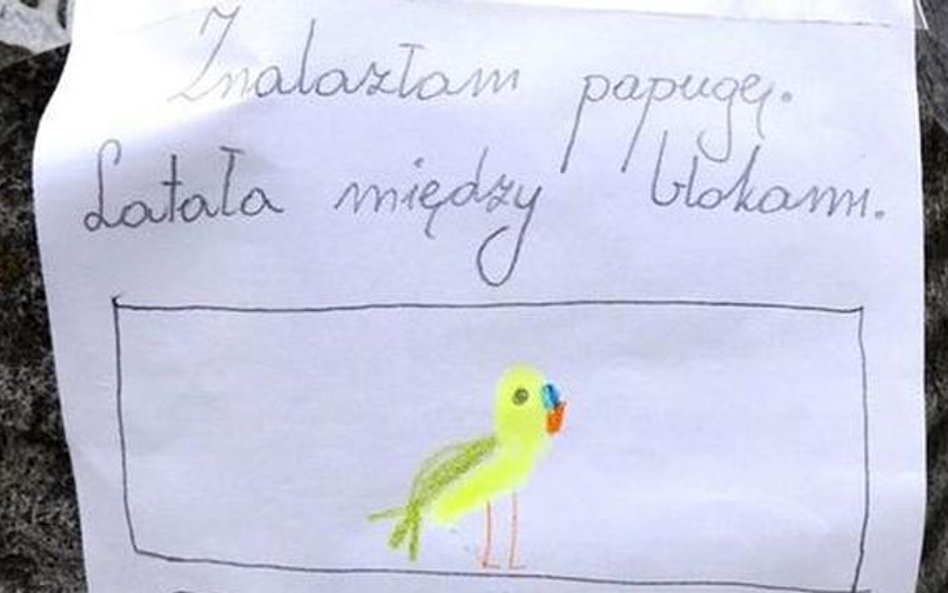 Znalazłam papugę.
Latała między blokami.